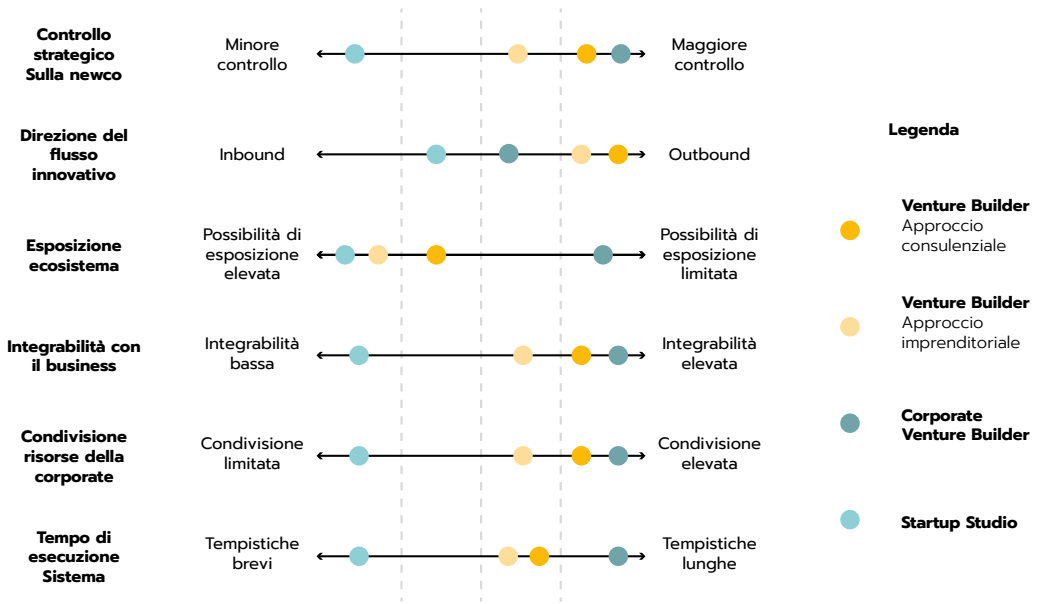 Controllo
strategico
Sulla newco
Minore
controllo
Maggiore
controllo
Direzione del
flusso
innovativo
Inbound
Outbound
Esposizione
ecosistema
Possibilità di
esposizione
elevata
Possibilità di
esposizione
limitata
Integrabilità con
il business
Integrabilità
bassa
Integrabilità
elevata
Condivisione
risorse della
corporate
Condivisione
limitata
Condivisione
elevata
Tempo di
esecuzione
Sistema
Tempistiche
brevi
Tempistiche
lunghe
Legenda
Venture Builder
Approccio
consulenziale
Venture Builder
Approccio
imprenditoriale
Corporate
Venture Builder
Startup Studio